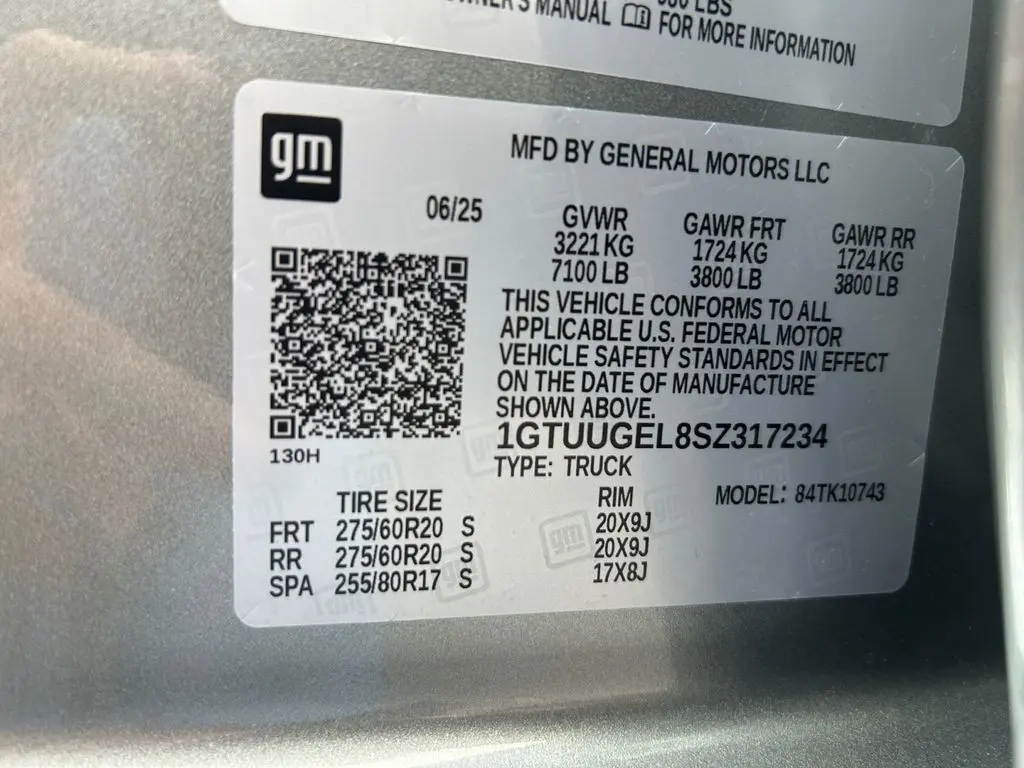 OWNER'S MANUAL
FOR MORE INFORMATION
gm
MFD BY GENERAL MOTORS LLC
06/25
GVWR GAWR FRT GAWR RR
3221 KG 1724 KG 1724 KG
7100 LB 3800 LB 3800 LB
THIS VEHICLE CONFORMS TO ALL
APPLICABLE U.S. FEDERAL MOTOR
VEHICLE SAFETY STANDARDS IN EFFECT
ON THE DATE OF MANUFACTURE
SHOWN ABOVE.
1GTUUGEL8SZ317234
130H
TYPE: TRUCK
MODEL: 84TK10743
TIRE SIZE RIM
FRT 275/60R20 S 20X9J
RR 275/60R20 S 20X9J
SPA 255/80R17 S 17X8J